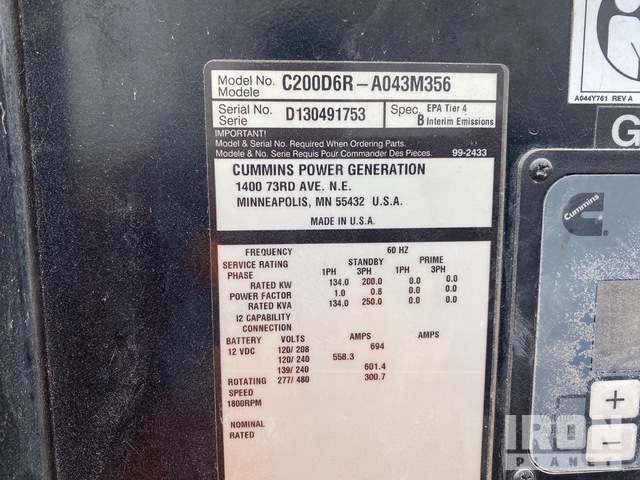 Model No. C200D6R – A043M356
Modele
Serial No. D130491753 Spec. EPA Tier 4
Serie B Interim Emissions
IMPORTANT!
Model & Serial No. Required When Ordering Parts.
Modele & No. Serie Requis Pour Commander Des Pieces. 99-2433
CUMMINS POWER GENERATION
1400 73RD AVE. N.E.
MINNEAPOLIS, MN 55432 U.S.A.
MADE IN U.S.A.
FREQUENCY 60 HZ
SERVICE RATING STANDBY PRIME
PHASE 1PH 3PH 1PH 3PH
RATED KW 134.0 200.0 0.0 0.0
POWER FACTOR 1.0 0.8 0.0 0.0
RATED KVA 134.0 250.0 0.0 0.0
I2 CAPABILITY
CONNECTION
BATTERY VOLTS AMPS AMPS
12 VDC 120/208 694
120/240 558.3
139/240 601.4
ROTATING 277/480 300.7
SPEED
1800RPM
NOMINAL
RATED
A044Y761 REV A
G
Cummins
+
−
IRON
PLANET